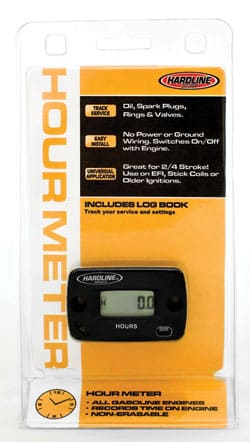 HARDLINE
HOUR METER
TRACK
SERVICE
Oil, Spark Plugs,
Rings & Valves.
EASY
INSTALL
No Power or Ground
Wiring. Switches On/Off
with Engine.
UNIVERSAL
APPLICATION
Great for 2/4 Stroke!
Use on EFI, Stick Coils or
Older Ignitions.
INCLUDES LOG BOOK
Track your service and settings
HARDLINE
0.0
HOURS
HOUR METER
• ALL GASOLINE ENGINES
• RECORDS TIME ON ENGINE
• NON-ERASABLE